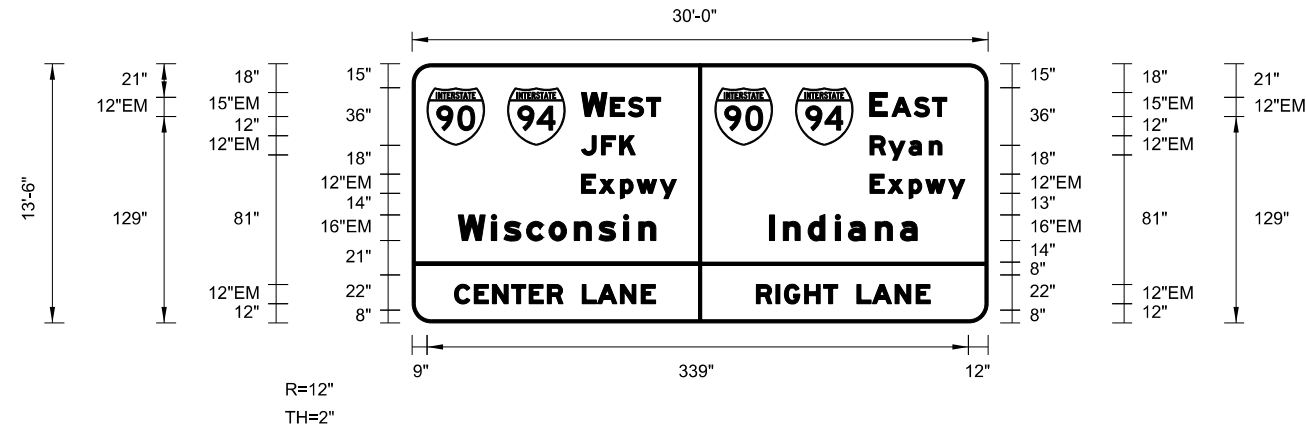 30'-0"
21" 18" 15" 15" 18" 21"
12"EM 15"EM 36" INTERSTATE 90 INTERSTATE 94 WEST INTERSTATE 90 INTERSTATE 94 EAST 36" 15"EM 12"EM
12" 12"
12"EM JFK Ryan 12"EM
18" 18"
12"EM Expwy Expwy 12"EM
13'-6" 14" 13"
129" 81" 16"EM Wisconsin Indiana 16"EM 81" 129"
21" 14"
8"
12"EM 22" CENTER LANE RIGHT LANE 22" 12"EM
12" 8" 8" 12"
9" 339" 12"
R=12"
TH=2"